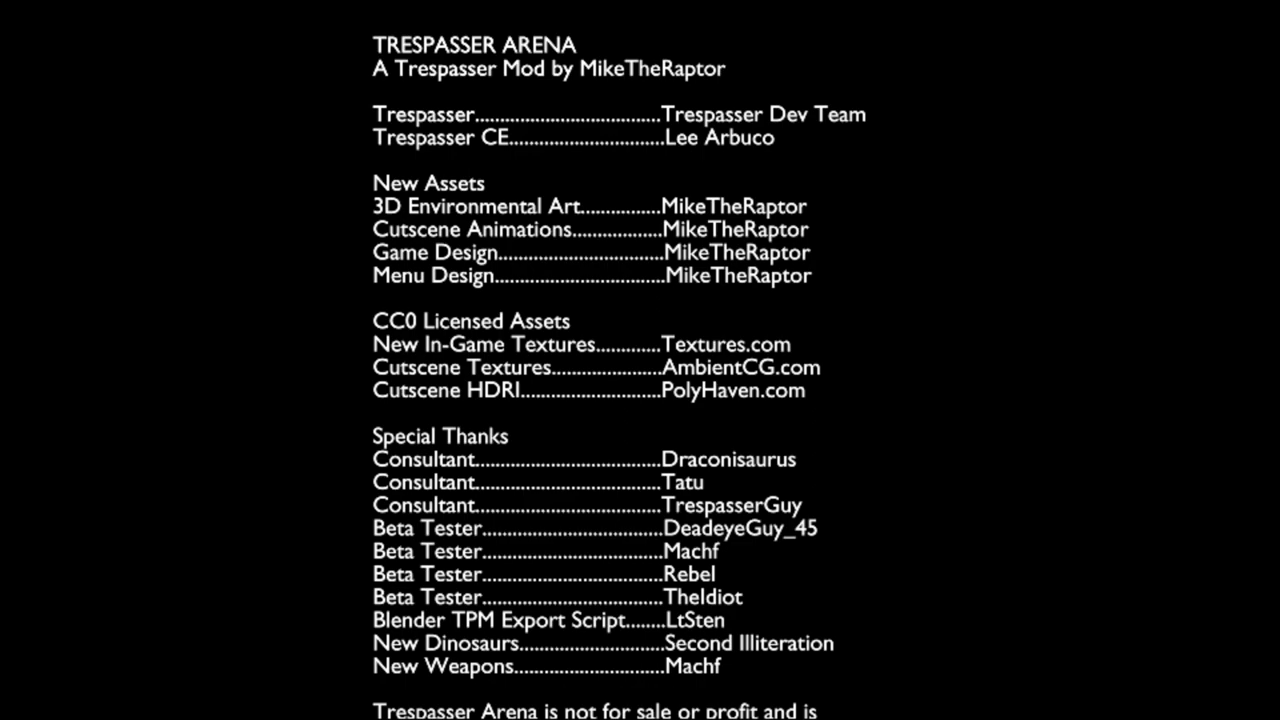 TRESPASSER ARENA
A Trespasser Mod by MikeTheRaptor
Trespasser.....................................Trespasser Dev Team
Trespasser CE...............................Lee Arbuco
New Assets
3D Environmental Art................MikeTheRaptor
Cutscene Animations..................MikeTheRaptor
Game Design.................................MikeTheRaptor
Menu Design..................................MikeTheRaptor
CC0 Licensed Assets
New In-Game Textures.............Textures.com
Cutscene Textures......................AmbientCG.com
Cutscene HDRI............................PolyHaven.com
Special Thanks
Consultant.....................................Draconisaurus
Consultant.....................................Tatu
Consultant.....................................TrespasserGuy
Beta Tester....................................DeadeyeGuy_45
Beta Tester....................................Machf
Beta Tester....................................Rebel
Beta Tester....................................TheIdiot
Blender TPM Export Script........LtSten
New Dinosaurs.............................Second Illiteration
New Weapons..............................Machf
Trespasser Arena is not for sale or profit and is